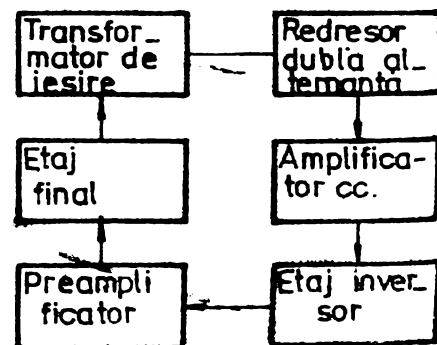 Transfor_
mator de
iesire
Redresor
dublă al_
ternanță
Etaj
final
Amplifica-
tor cc.
Preampli
ficator
Etaj inver_
sor